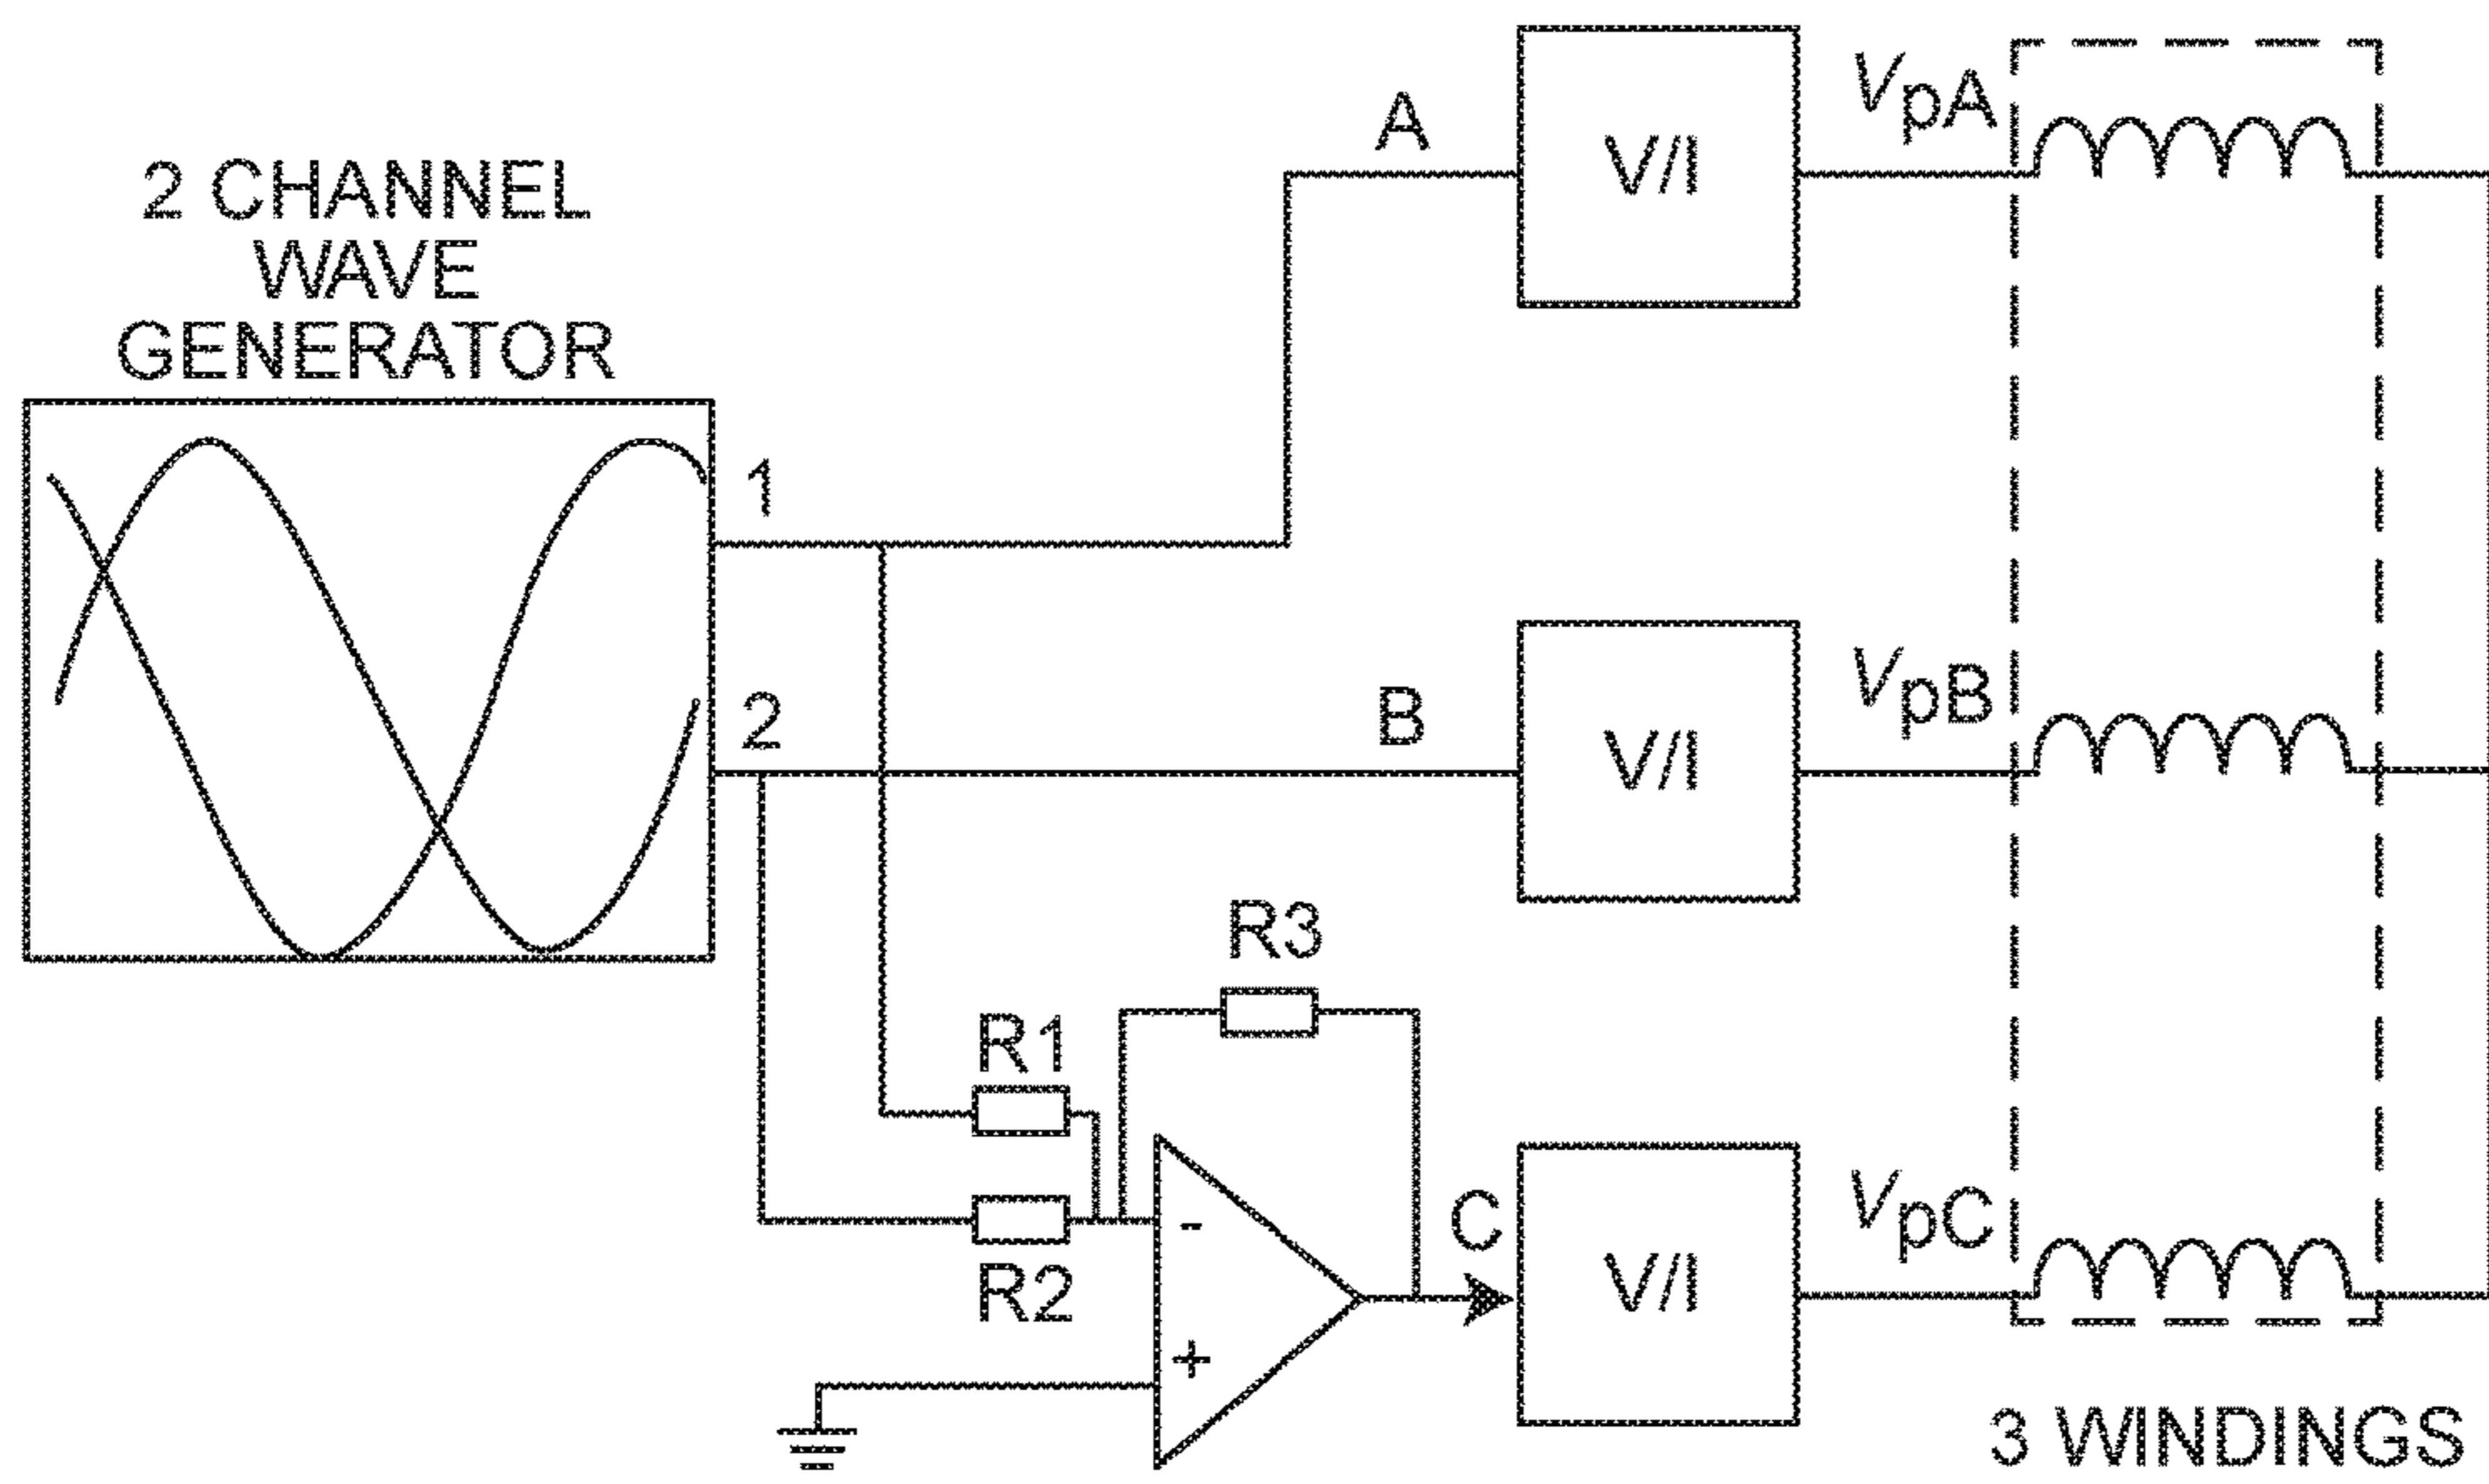 2 CHANNEL
WAVE
GENERATOR
1
2
A
V/I
VpA
B
V/I
VpB
R3
R1
R2
-
+
C
V/I
VpC
3 WINDINGS